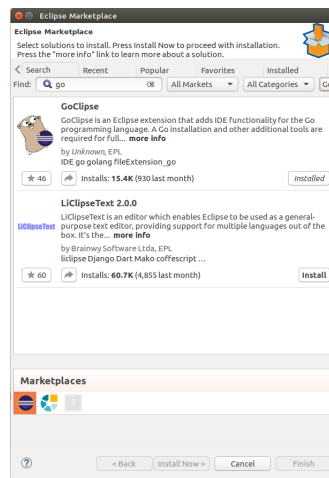 Eclipse Marketplace
Eclipse Marketplace
Select solutions to install. Press Install Now to proceed with installation.
Press the "more info" link to learn more about a solution.
Search Recent Popular Favorites Installed
Find: go All Markets All Categories
GoClipse
GoClipse is an Eclipse extension that adds IDE functionality for the Go
programming language. A Go installation and other additional tools are
required for full... more info
by Unknown, EPL
IDE go golang fileExtension_go
★ 46 Installs: 15.4K (930 last month) Installed
LiClipseText 2.0.0
LiClipseText
LiClipseText is an editor which enables Eclipse to be used as a general-
purpose text editor, providing support for multiple languages out of the
box. It's the... more info
by Brainwy Software Ltda, EPL
liclipse Django Dart Mako coffescript ...
★ 60 Installs: 60.7K (4,855 last month) Install
Marketplaces
?
? < Back Install Now > Cancel Finish